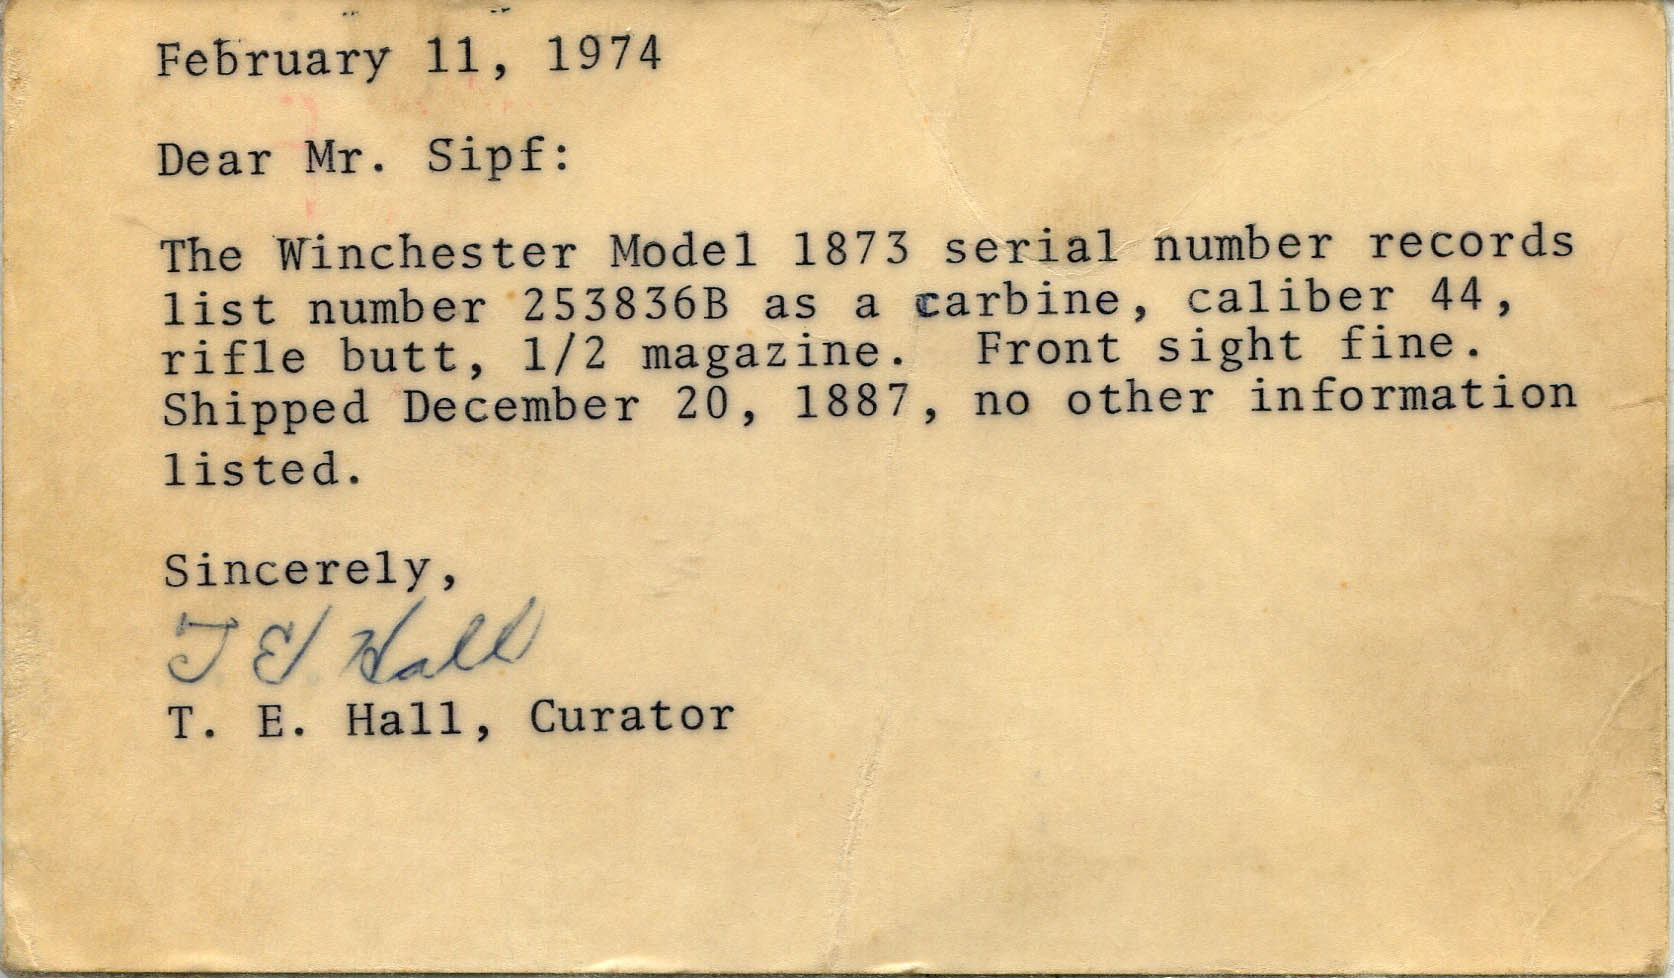 February 11, 1974
Dear Mr. Sipf:
The Winchester Model 1873 serial number records
list number 253836B as a carbine, caliber 44,
rifle butt, 1/2 magazine.  Front sight fine.
Shipped December 20, 1887, no other information
listed.
Sincerely,
T E Hall
T. E. Hall, Curator